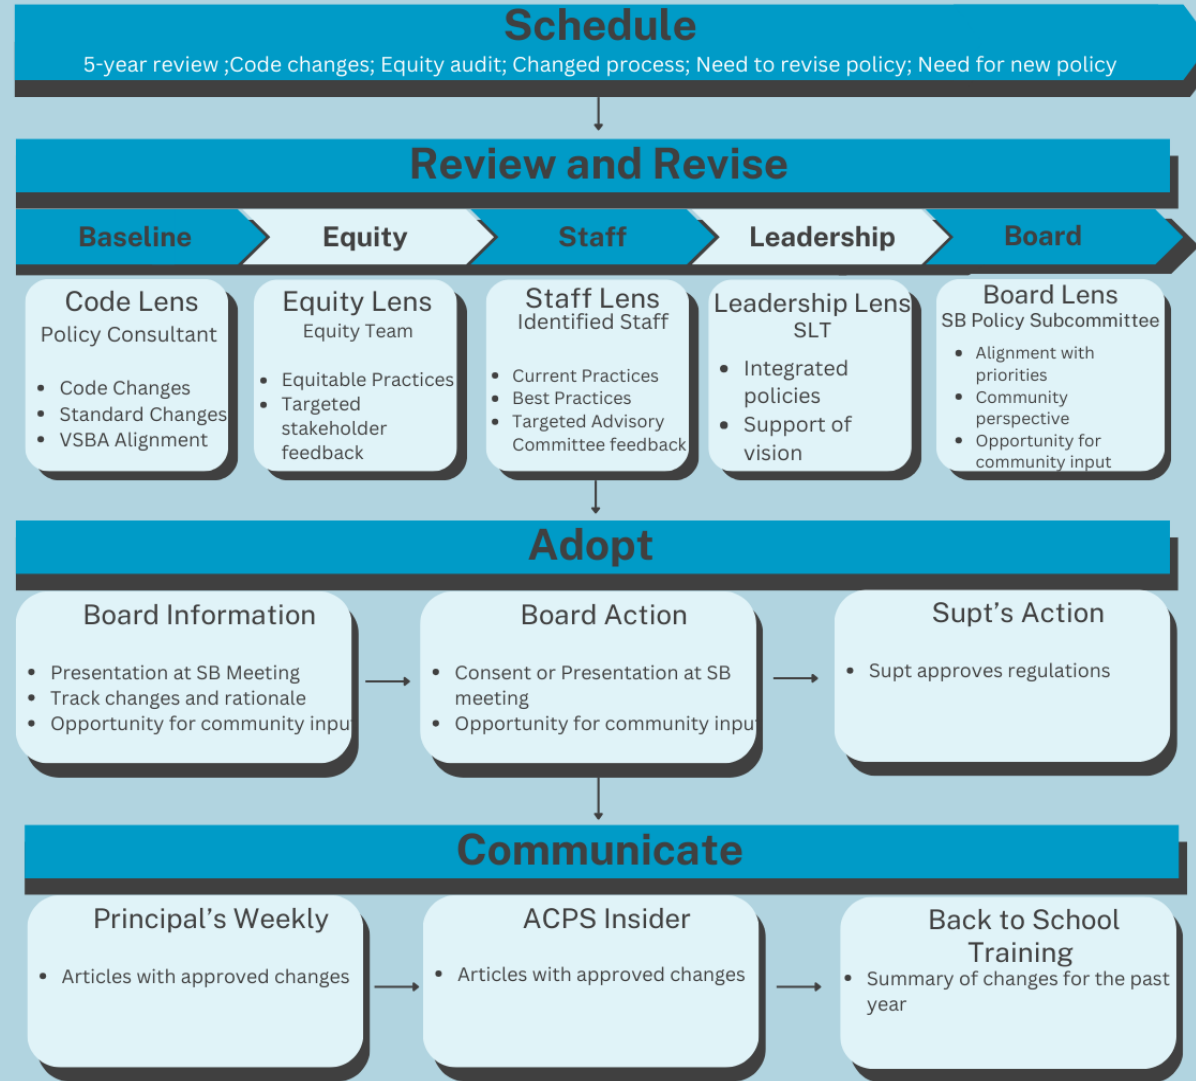 Schedule
5-year review ;Code changes; Equity audit; Changed process; Need to revise policy; Need for new policy
Review and Revise
Baseline
Equity
Staff
Leadership
Board
Code Lens
Policy Consultant
• Code Changes
• Standard Changes
• VSBA Alignment
Equity Lens
Equity Team
• Equitable Practices
• Targeted
stakeholder
feedback
Staff Lens
Identified Staff
• Current Practices
• Best Practices
• Targeted Advisory
Committee feedback
Leadership Lens
SLT
• Integrated
policies
• Support of
vision
Board Lens
SB Policy Subcommittee
• Alignment with
priorities
• Community
perspective
• Opportunity for
community input
Adopt
Board Information
• Presentation at SB Meeting
• Track changes and rationale
• Opportunity for community input
Board Action
• Consent or Presentation at SB
meeting
• Opportunity for community input
Supt’s Action
• Supt approves regulations
Communicate
Principal’s Weekly
• Articles with approved changes
ACPS Insider
• Articles with approved changes
Back to School
Training
• Summary of changes for the past
year